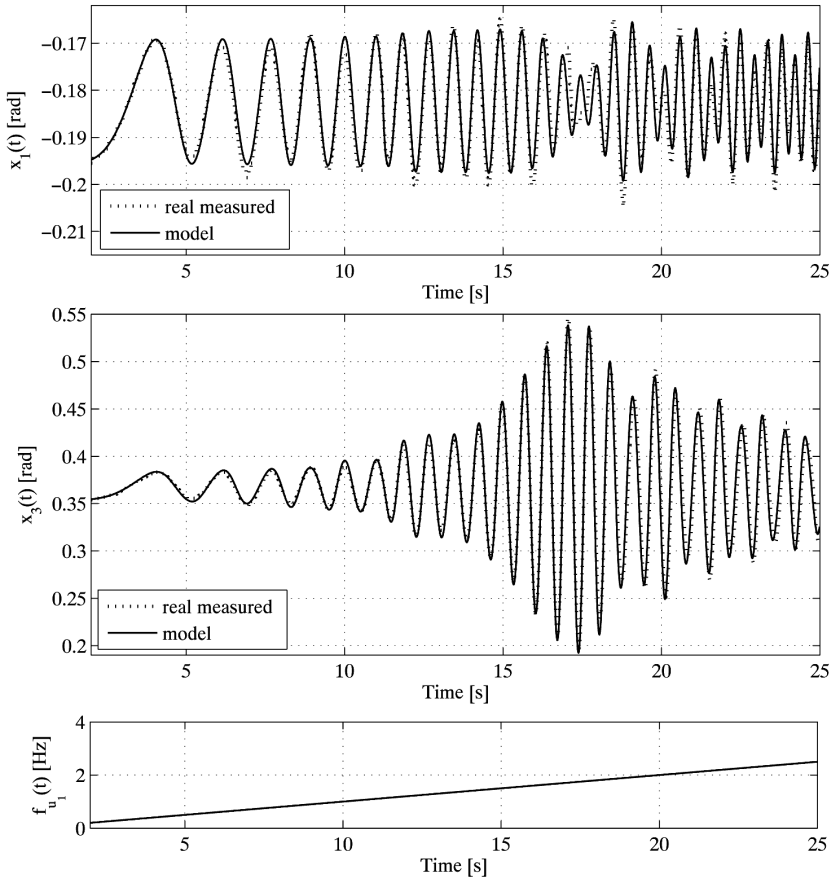 −0.17
−0.18
−0.19
−0.2
−0.21
x1(t) [rad]
real measured
model
5 10 15 20 25
Time [s]
0.55
0.5
0.45
0.4
0.35
0.3
0.25
0.2
x3(t) [rad]
real measured
model
5 10 15 20 25
Time [s]
4
2
0
fu1(t) [Hz]
5 10 15 20 25
Time [s]